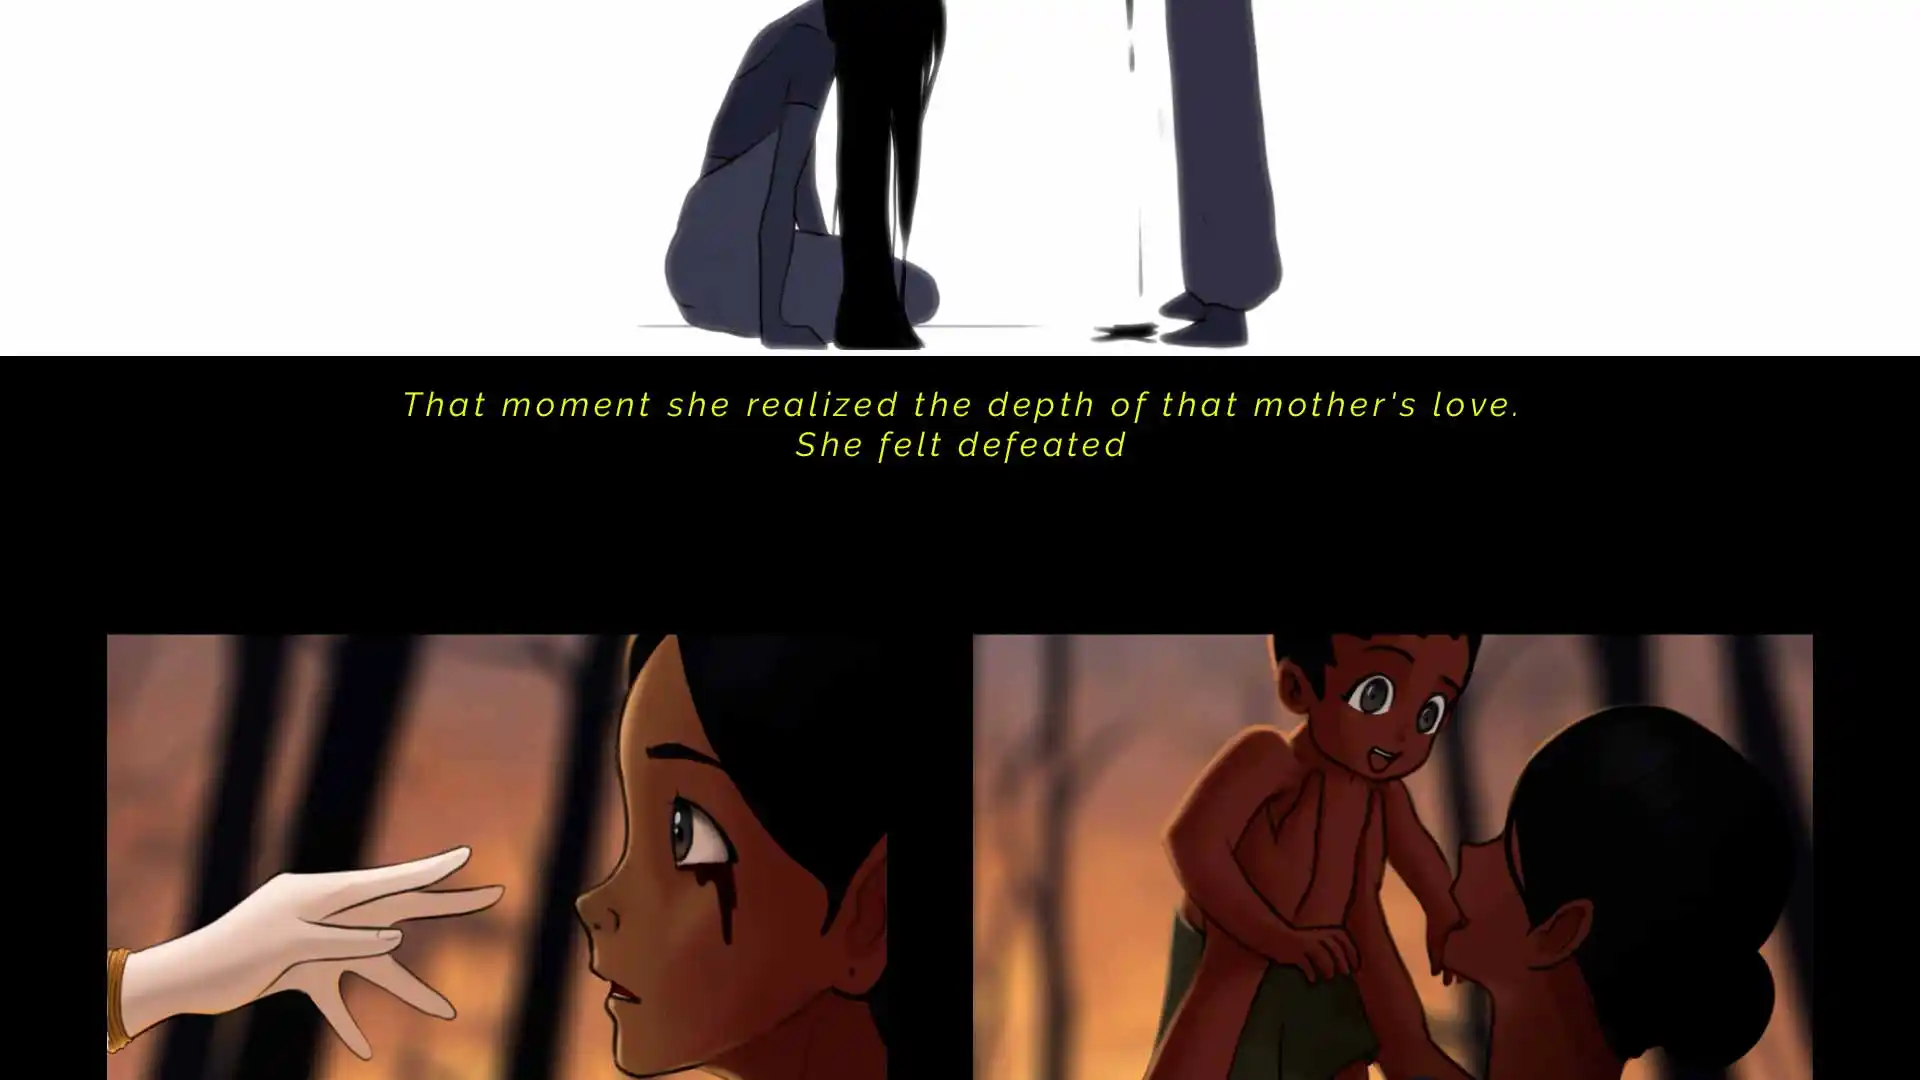 That moment she realized the depth of that mother's love.
She felt defeated